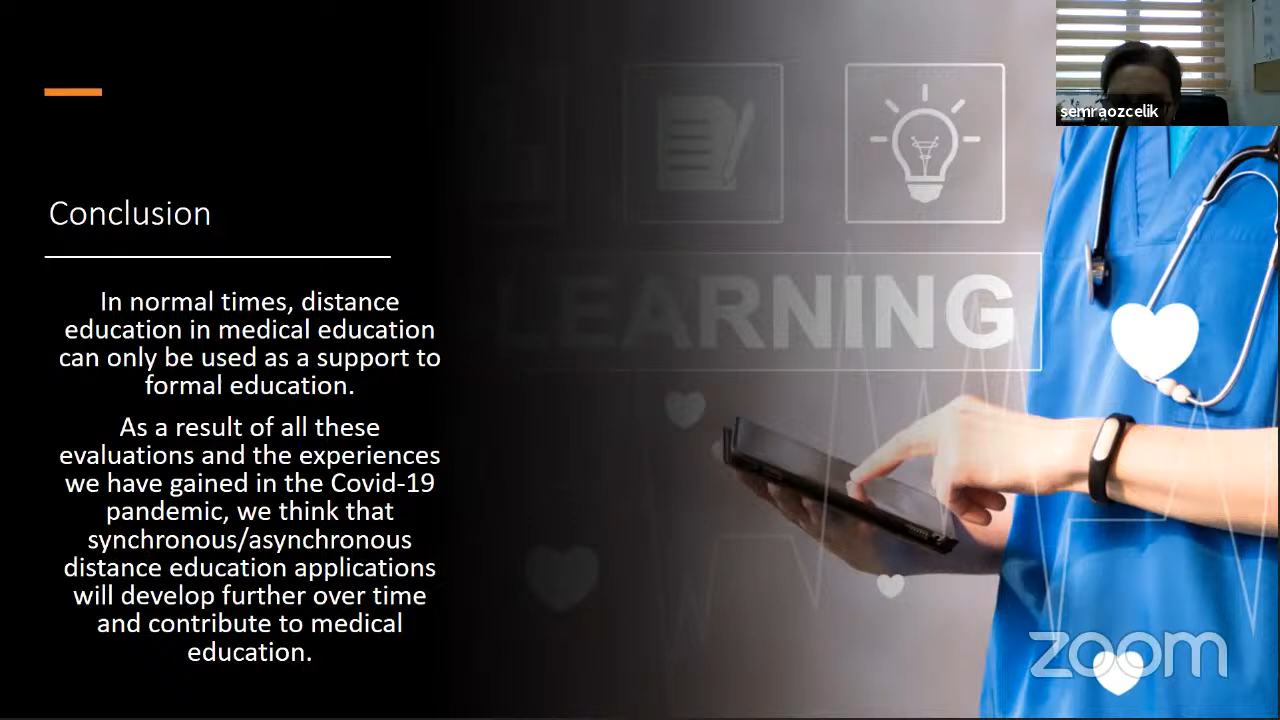 semraozcelik
Conclusion
In normal times, distance
education in medical education
can only be used as a support to
formal education.
As a result of all these
evaluations and the experiences
we have gained in the Covid-19
pandemic, we think that
synchronous/asynchronous
distance education applications
will develop further over time
and contribute to medical
education.
LEARNING
zoom